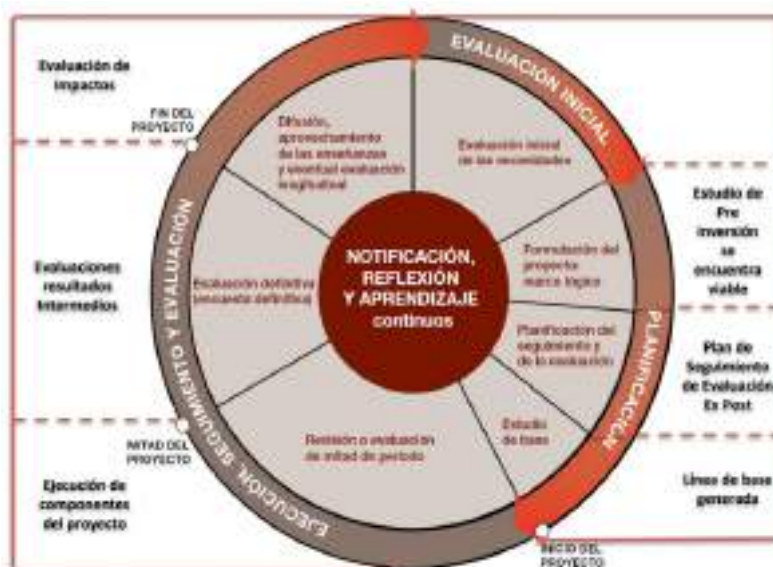 EVALUACIÓN INICIAL
Evaluación de
impactos
FIN DEL
PROYECTO
Difusión,
aprovechamiento
de las enseñanzas
y eventual evaluación
longitudinal
Evaluación inicial
de las necesidades
Estudio de
Pre
inversión
se
encuentra
viable
Formulación del
proyecto
marco lógico
NOTIFICACIÓN,
REFLEXIÓN
Y APRENDIZAJE
continuos
Evaluaciones
resultados
Intermedios
Evaluación definitiva
(encuesta definitiva)
Planificación del
seguimiento y
de la evaluación
PLANIFICACIÓN
Plan de
Seguimiento
de Evaluación
Ex Post
Estudio
de base
Revisión o evaluación
de mitad de periodo
MITAD DEL
PROYECTO
EJECUCIÓN, SEGUIMIENTO Y EVALUACIÓN
Ejecución de
componentes
del proyecto
Línea de base
generada
INICIO DEL
PROYECTO